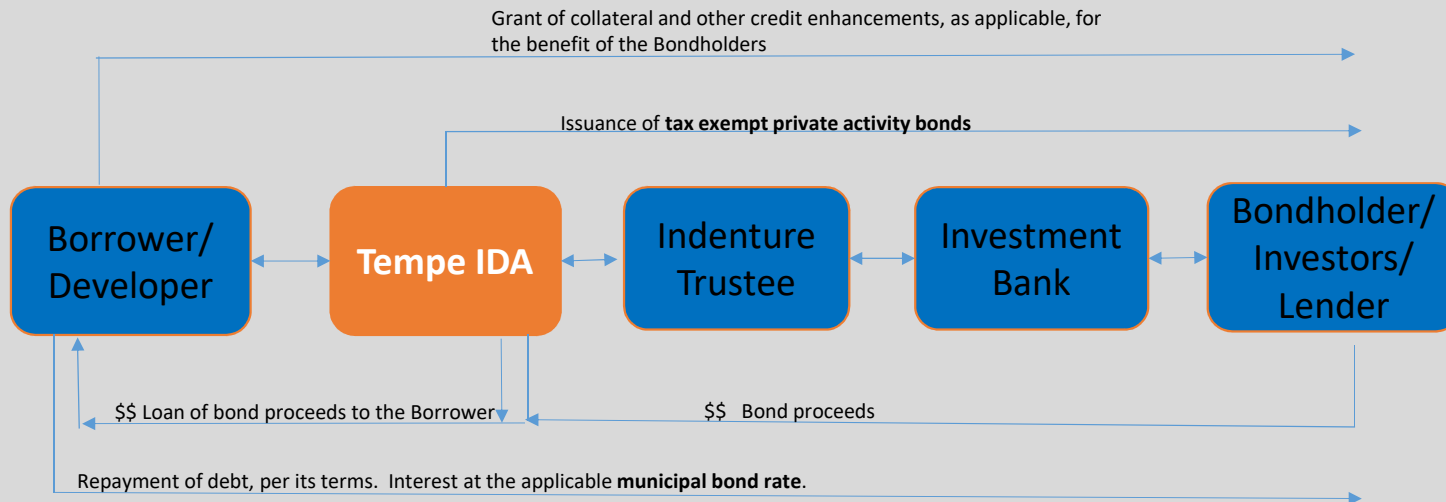 Grant of collateral and other credit enhancements, as applicable, for
the benefit of the Bondholders
Issuance of tax exempt private activity bonds
Borrower/
Developer
Tempe IDA
Indenture
Trustee
Investment
Bank
Bondholder/
Investors/
Lender
$$ Loan of bond proceeds to the Borrower
$$ Bond proceeds
Repayment of debt, per its terms. Interest at the applicable municipal bond rate.